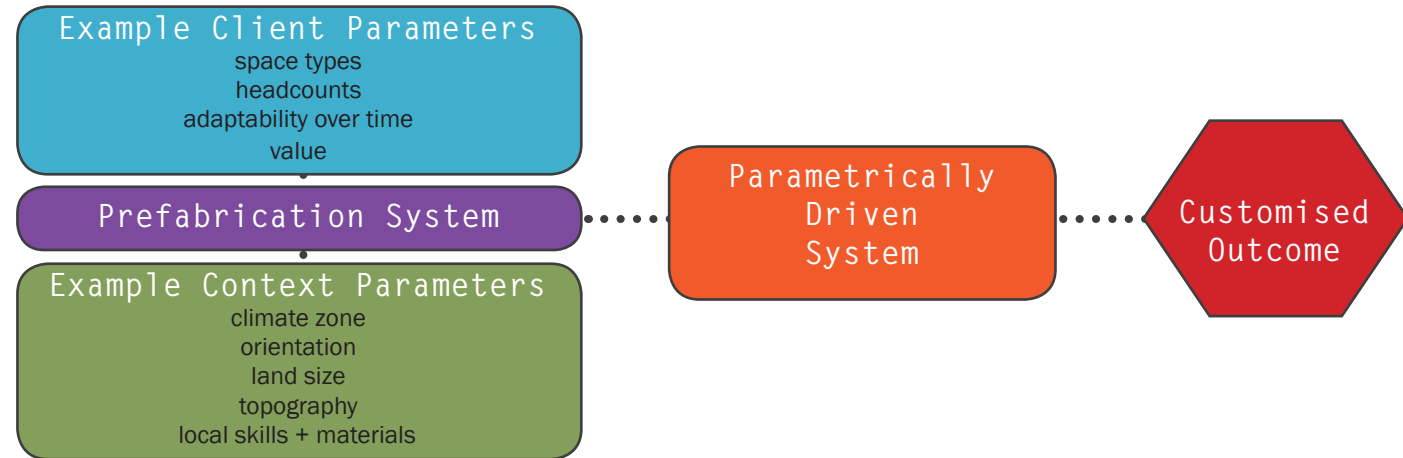 Example Client Parameters
space types
headcounts
adaptability over time
value
Prefabrication System
Example Context Parameters
climate zone
orientation
land size
topography
local skills + materials
Parametrically
Driven
System
Customised
Outcome